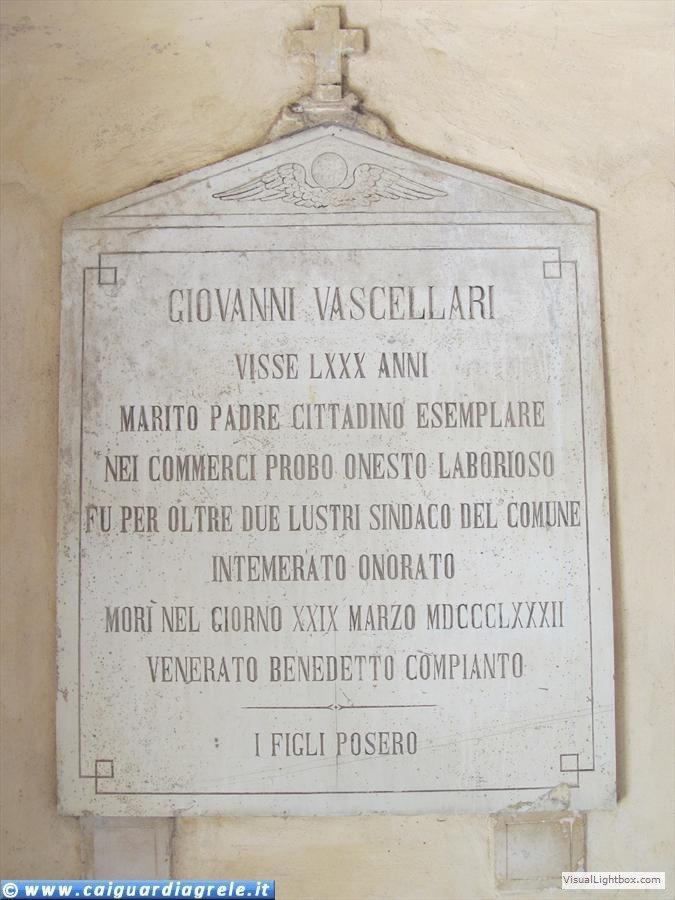 GIOVANNI VASCELLARI
VISSE LXXX ANNI
MARITO PADRE CITTADINO ESEMPLARE
NEI COMMERCI PROBO ONESTO LABORIOSO
FU PER OLTRE DUE LUSTRI SINDACO DEL COMUNE
INTEMERATO ONORATO
MORÌ NEL GIORNO XXIX MARZO MDCCCLXXXII
VENERATO BENEDETTO COMPIANTO
I FIGLI POSERO
© www.caiguardiagrele.it
VisualLightbox.com